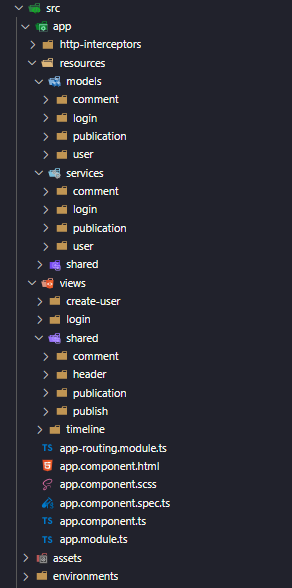 src
app
http-interceptors
resources
models
comment
login
publication
user
services
comment
login
publication
user
shared
views
create-user
login
shared
comment
header
publication
publish
timeline
TS app-routing.module.ts
app.component.html
app.component.scss
app.component.spec.ts
TS app.component.ts
TS app.module.ts
assets
environments